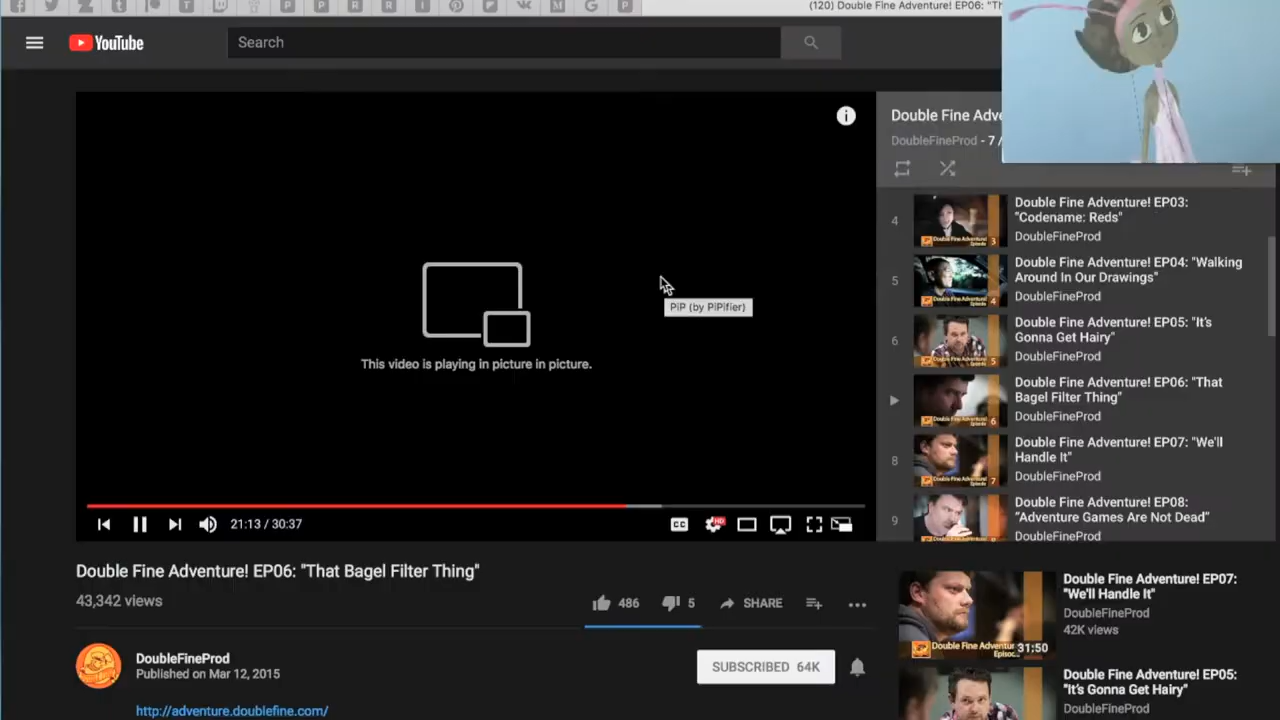 (120) Double Fine Adventure! EP06: "Th
YouTube
Search
Double Fine Adve
DoubleFineProd - 7 /
4
Double Fine Adventure! EP03:
"Codename: Reds"
DoubleFineProd
5
Double Fine Adventure! EP04: "Walking
Around In Our Drawings"
DoubleFineProd
6
Double Fine Adventure! EP05: "It's
Gonna Get Hairy"
DoubleFineProd
Double Fine Adventure! EP06: "That
Bagel Filter Thing"
DoubleFineProd
8
Double Fine Adventure! EP07: "We'll
Handle It"
DoubleFineProd
9
Double Fine Adventure! EP08:
"Adventure Games Are Not Dead"
DoubleFineProd
PiP (by PiPifier)
This video is playing in picture in picture.
21:13 / 30:37
CC
HD
Double Fine Adventure! EP06: "That Bagel Filter Thing"
43,342 views
486
5
SHARE
DoubleFineProd
Published on Mar 12, 2015
SUBSCRIBED 64K
http://adventure.doublefine.com/
Double Fine Adventure! EP07:
"We'll Handle It"
DoubleFineProd
42K views
31:50
Double Fine Adventure! EP05:
"It's Gonna Get Hairy"
DoubleFineProd